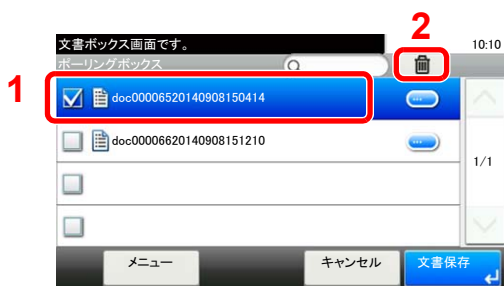 2
文書ボックス画面です。
10:10
ポーリングボックス
1
doc00006520140908150414
doc00006620140908151210
1/1
メニュー
キャンセル
文書保存